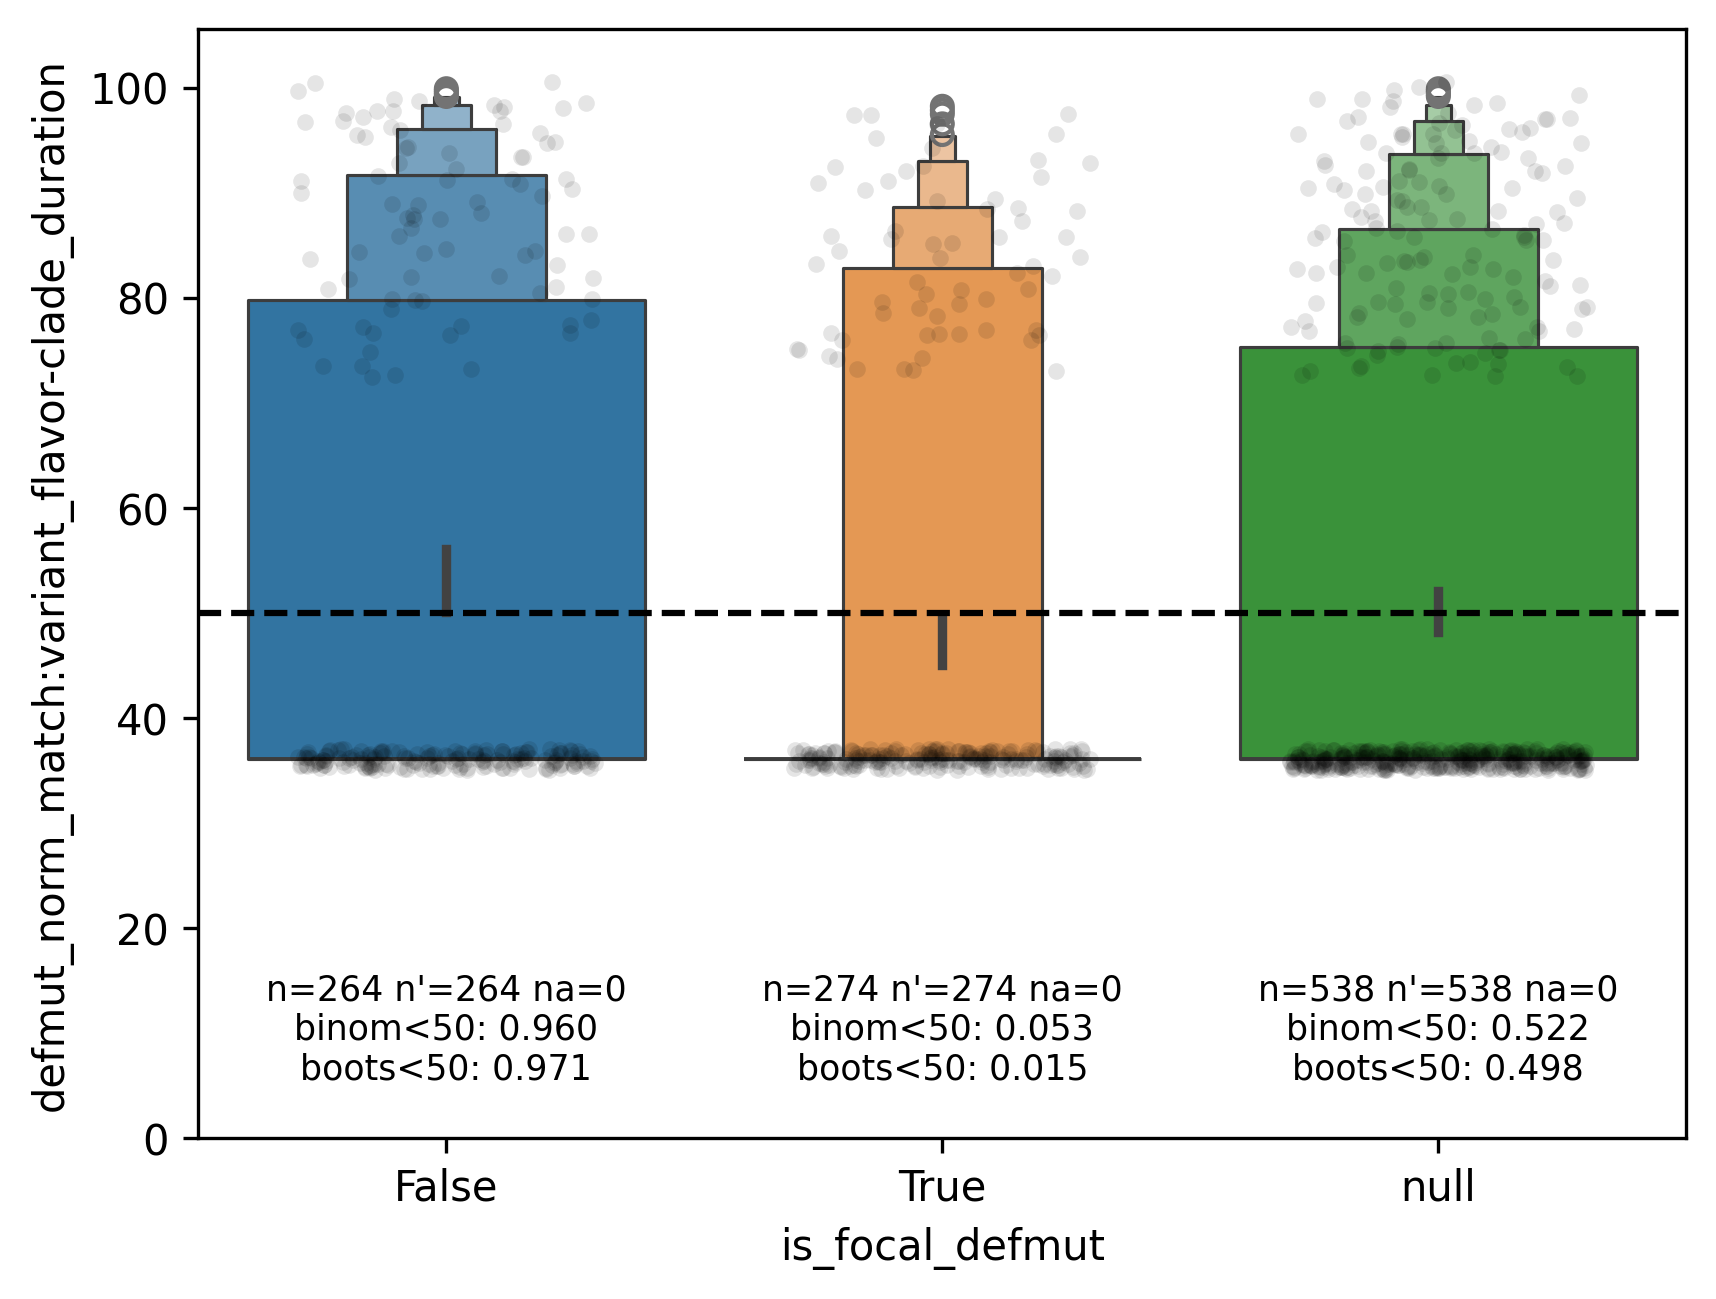 defmut_norm_match:variant_flavor-clade_duration
100
80
60
40
20
0
n=264 n'=264 na=0
binom<50: 0.960
boots<50: 0.971
n=274 n'=274 na=0
binom<50: 0.053
boots<50: 0.015
n=538 n'=538 na=0
binom<50: 0.522
boots<50: 0.498
False
True
null
is_focal_defmut